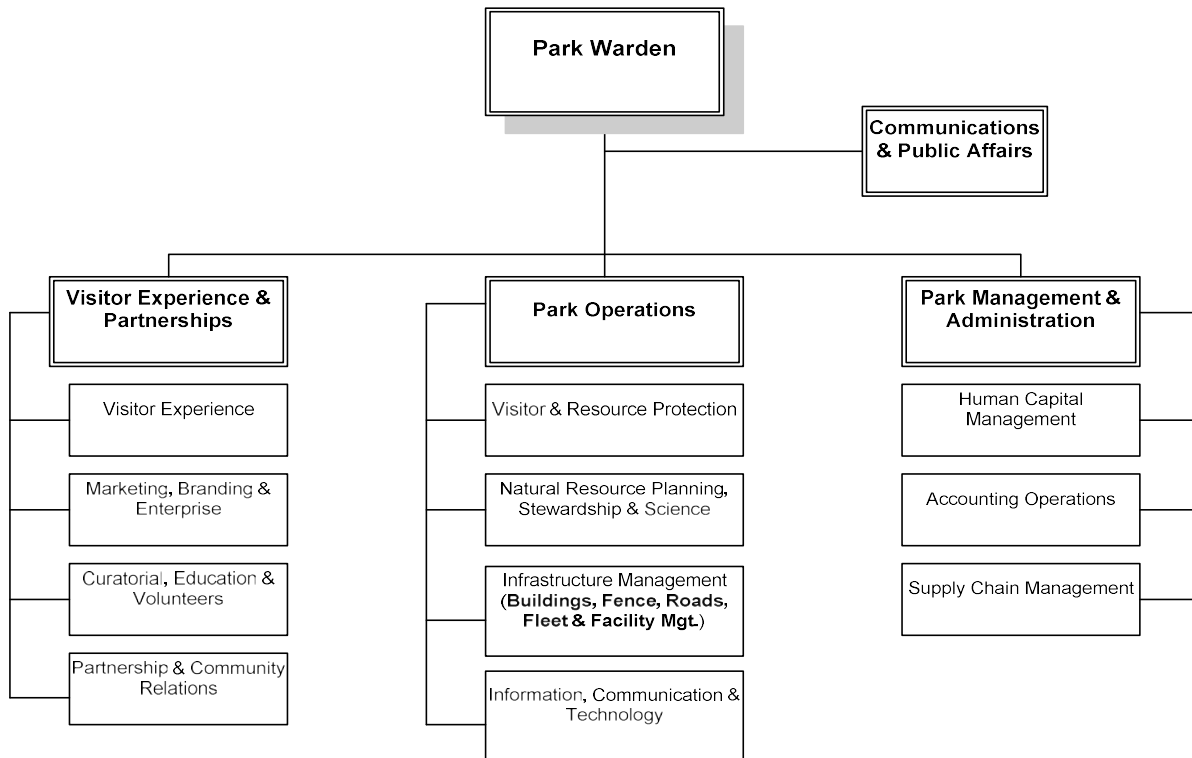 Park Warden
Communications
& Public Affairs
Visitor Experience &
Partnerships
Park Operations
Park Management &
Administration
Visitor Experience
Marketing, Branding &
Enterprise
Curatorial, Education &
Volunteers
Partnership & Community
Relations
Visitor & Resource Protection
Natural Resource Planning,
Stewardship & Science
Infrastructure Management
(Buildings, Fence, Roads,
Fleet & Facility Mgt.)
Information, Communication &
Technology
Human Capital
Management
Accounting Operations
Supply Chain Management